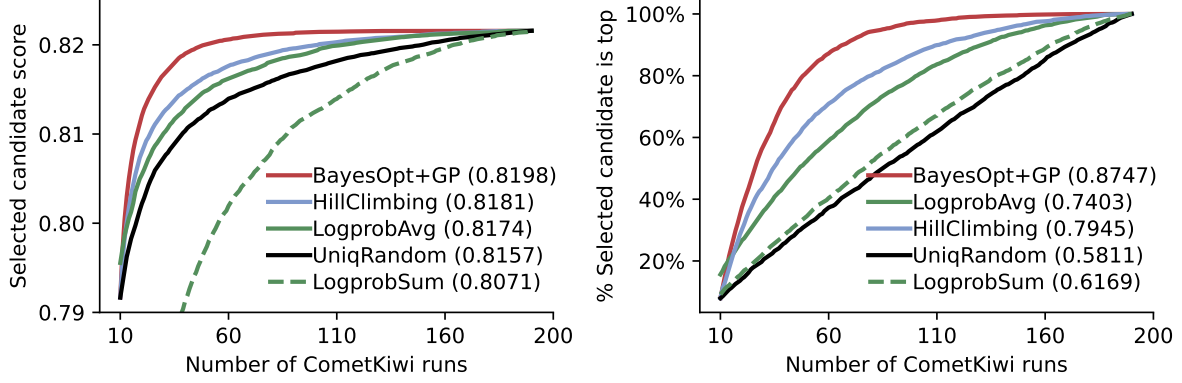 Selected candidate score
0.82
0.81
0.80
0.79
BayesOpt+GP (0.8198)
HillClimbing (0.8181)
LogprobAvg (0.8174)
UniqRandom (0.8157)
LogprobSum (0.8071)
10 60 110 160 200
Number of CometKiwi runs
% Selected candidate is top
100%
80%
60%
40%
20%
BayesOpt+GP (0.8747)
LogprobAvg (0.7403)
HillClimbing (0.7945)
UniqRandom (0.5811)
LogprobSum (0.6169)
10 60 110 160 200
Number of CometKiwi runs